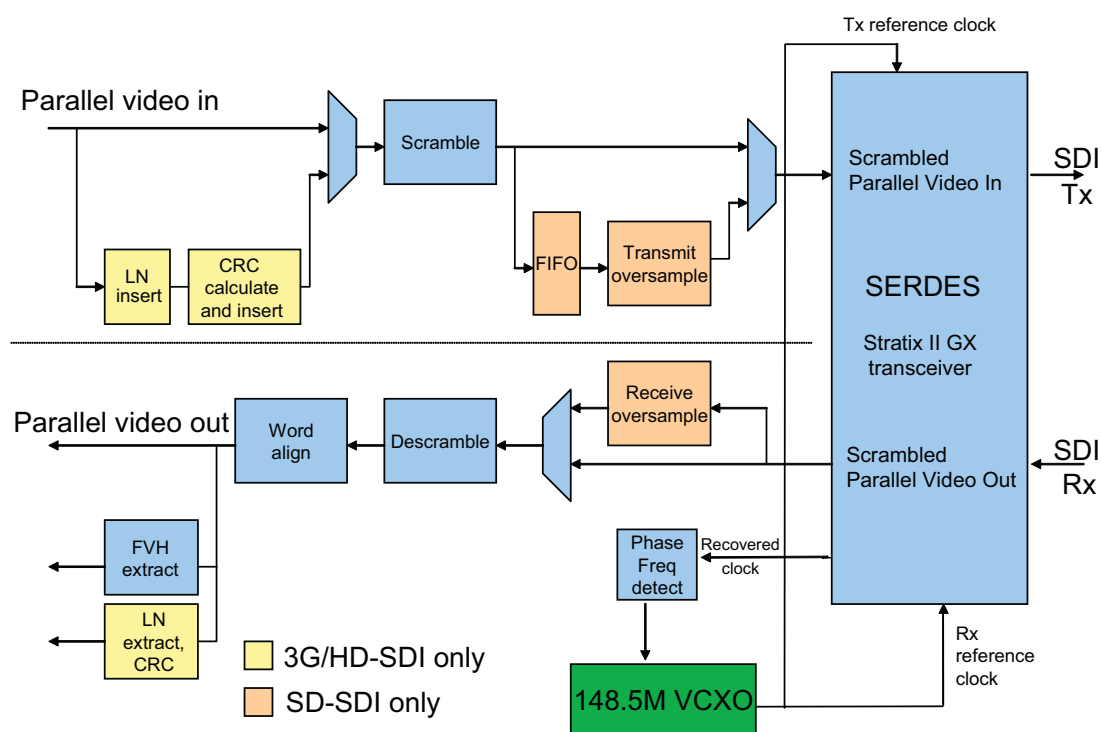 Tx reference clock
Parallel video in
Scramble
Scrambled
Parallel Video In
SDI
Tx
LN
insert
CRC
calculate
and insert
FIFO
Transmit
oversample
SERDES
Stratix II GX
transceiver
Parallel video out
Word
align
Descramble
Receive
oversample
Scrambled
Parallel Video Out
SDI
Rx
FVH
extract
LN
extract,
CRC
Phase
Freq
detect
Recovered
clock
Rx
reference
clock
3G/HD-SDI only
SD-SDI only
148.5M VCXO